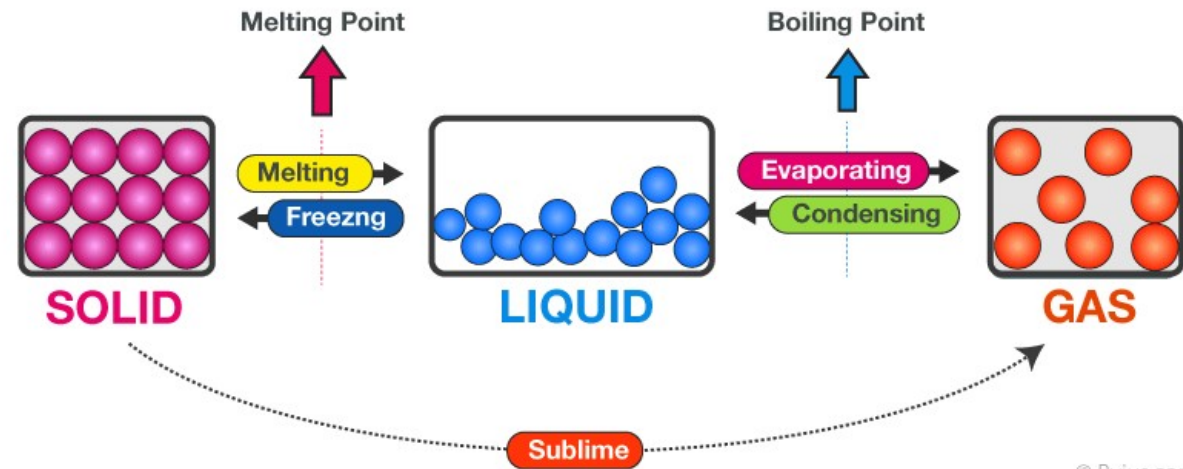 Melting Point
Boiling Point
Melting
Freezng
Evaporating
Condensing
SOLID
LIQUID
GAS
Sublime